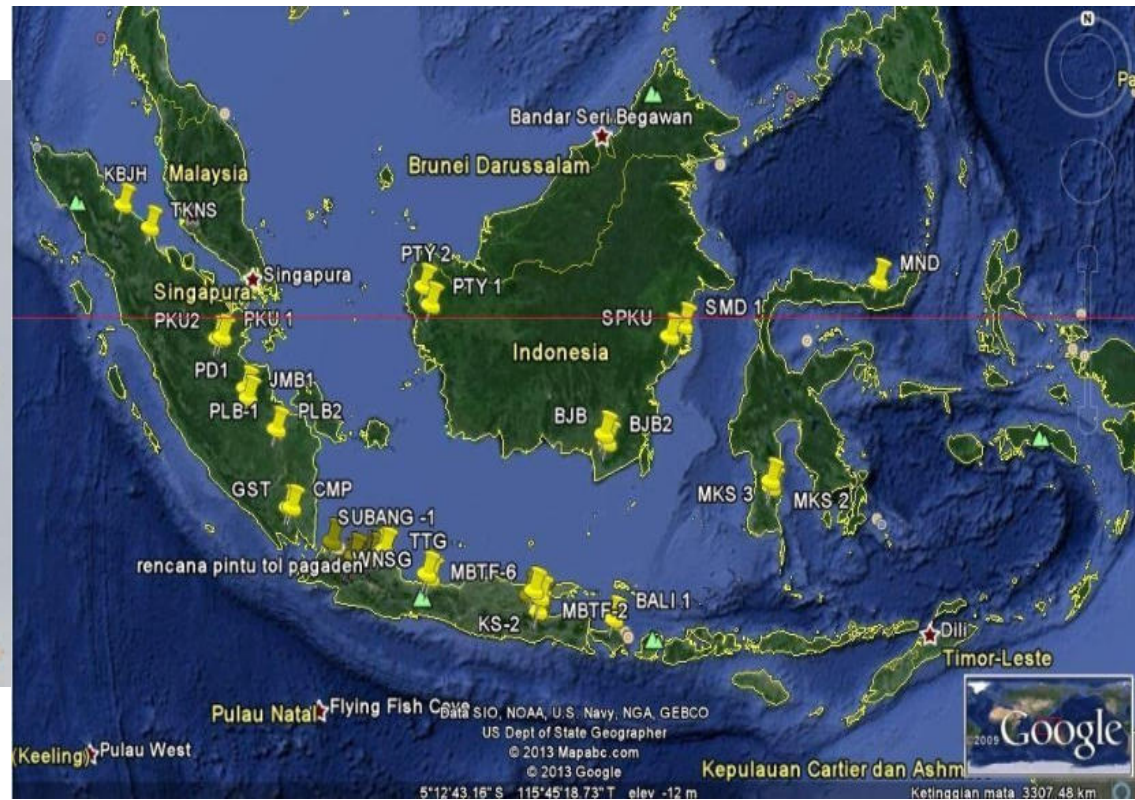 N
Pa
Bandar Seri Begawan
Brunei Darussalam
KBJH
Malaysia
TKNS
PTY 2
MND
Singapura
PTY 1
Singapura
SMD 1
PKU2
PKU 1
SPKU
Indonesia
PD1
JMB1
PLB-1
PLB2
BJB
BJB2
GST
CMP
MKS 3
MKS 2
SUBANG -1
TTG
rencana pintu tol pagaden
WNSG
MBTF-6
BALI 1
KS-2
MBTF-2
Dili
Timor-Leste
Pulau Natal
Flying Fish Cove
Data SIO, NOAA, U.S. Navy, NGA, GEBCO
US Dept of State Geographer
© 2013 Mapabc.com
© 2013 Google
©2009 Google
(Keeling)
Pulau West
Kepulauan Cartier dan Ashm
5°12'43.16" S 115°45'18.73" T elev -12 m
Ketinggian mata 3307.48 km